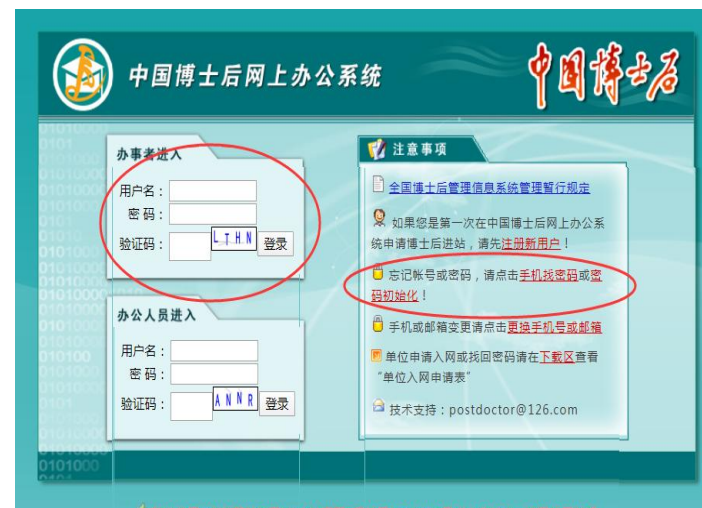 中国博士后网上办公系统
中国博士后
办事者进入
用户名：
密 码：
验证码：
L T H N
登录
办公人员进入
用户名：
密 码：
验证码：
A N N R
登录
注意事项
全国博士后管理信息系统管理暂行规定
如果您是第一次在中国博士后网上办公系
统申请博士后进站，请先注册新用户！
忘记帐号或密码，请点击手机找密码或密
码初始化！
手机或邮箱变更请点击更换手机号或邮箱
单位申请入网或找回密码请在下载区查看
“单位入网申请表”
技术支持：postdoctor@126.com